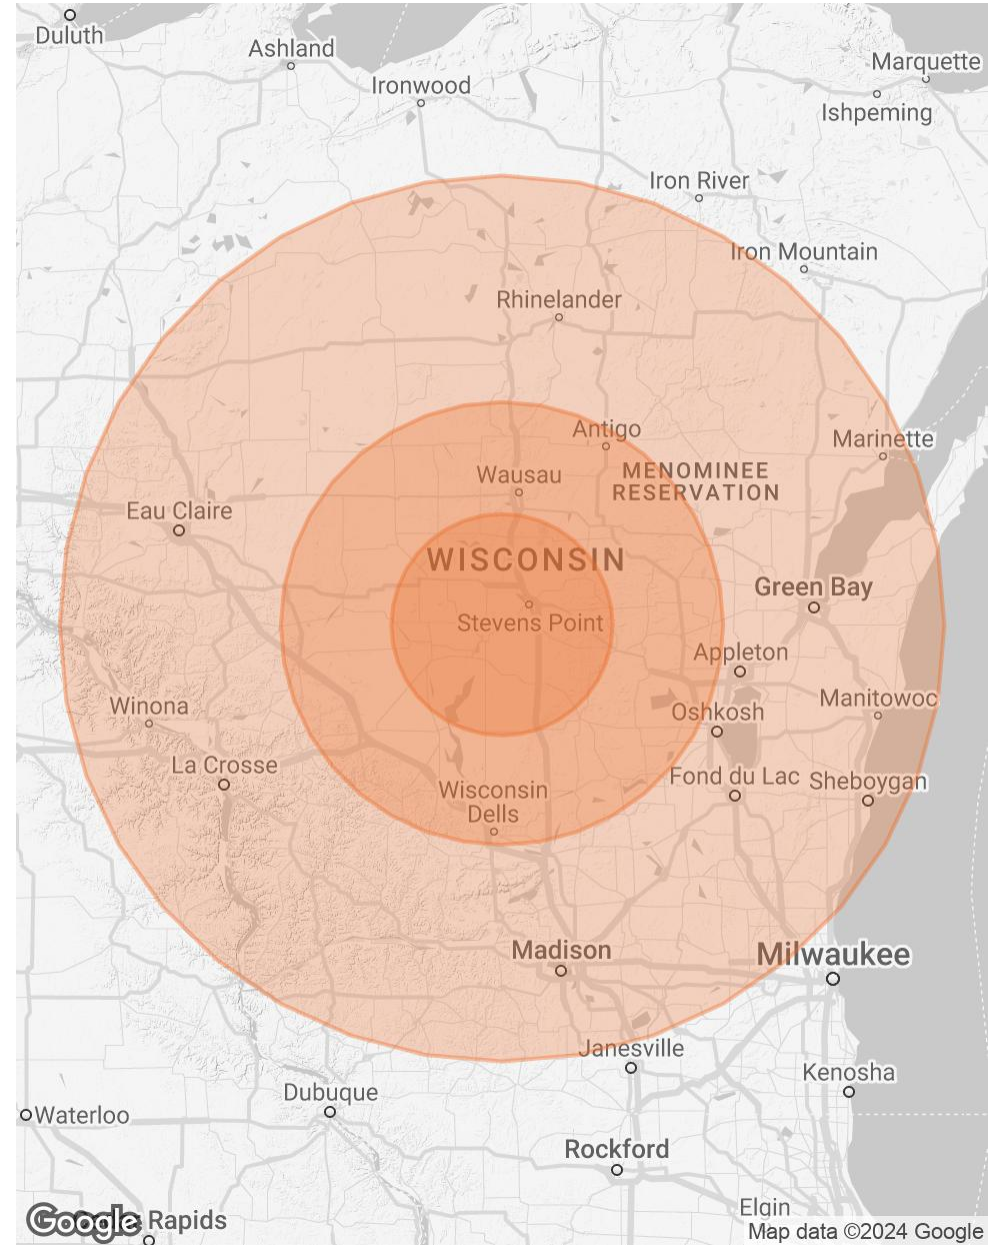 Duluth
Ashland
Marquette
Ironwood
Ishpeming
Iron River
Iron Mountain
Rhinelander
Antigo
Marinette
Wausau
MENOMINEE
RESERVATION
Eau Claire
WISCONSIN
Green Bay
Stevens Point
Appleton
Winona
Manitowoc
Oshkosh
La Crosse
Fond du Lac
Sheboygan
Wisconsin
Dells
Madison
Milwaukee
Janesville
Kenosha
Dubuque
Waterloo
Rockford
Elgin
Google
Rapids
Map data ©2024 Google